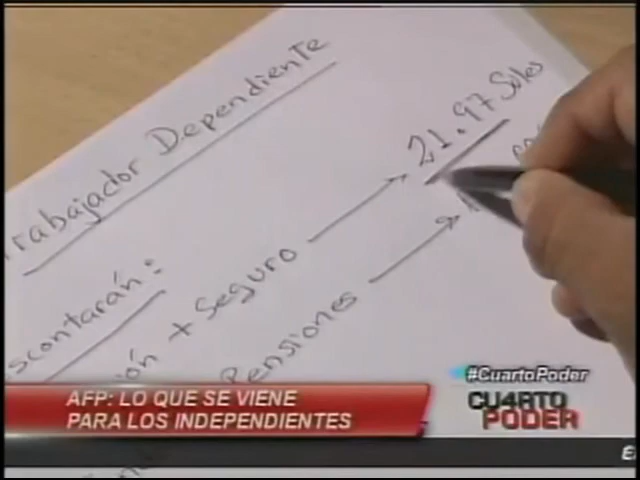 Trabajador Dependiente
scontarán:
ión + Seguro → 21.97 Soles
Pensiones →
#CuartoPoder
CU4RTO
PODER
AFP: LO QUE SE VIENE
PARA LOS INDEPENDIENTES